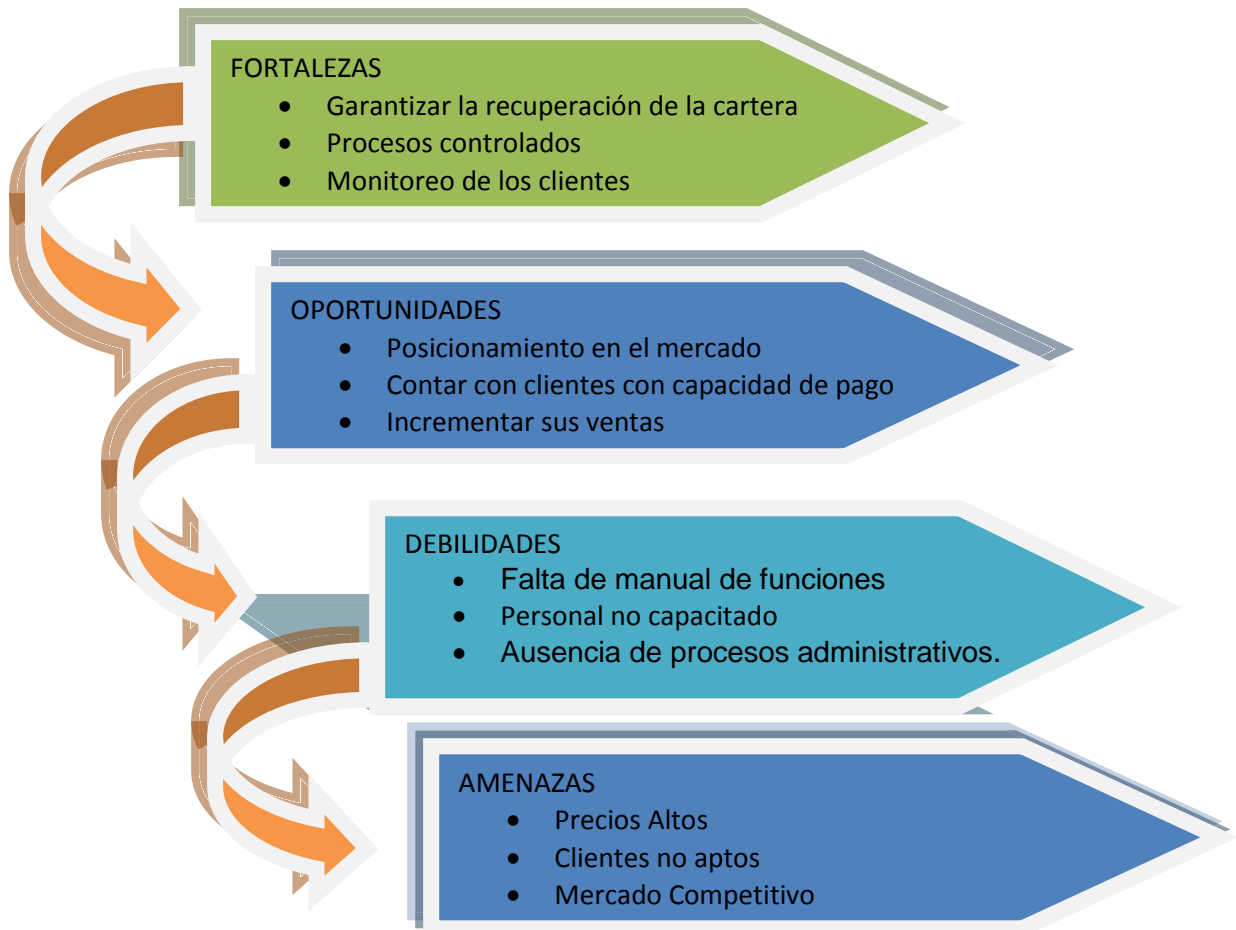 FORTALEZAS
• Garantizar la recuperación de la cartera
• Procesos controlados
• Monitoreo de los clientes
OPORTUNIDADES
• Posicionamiento en el mercado
• Contar con clientes con capacidad de pago
• Incrementar sus ventas
DEBILIDADES
• Falta de manual de funciones
• Personal no capacitado
• Ausencia de procesos administrativos.
AMENAZAS
• Precios Altos
• Clientes no aptos
• Mercado Competitivo